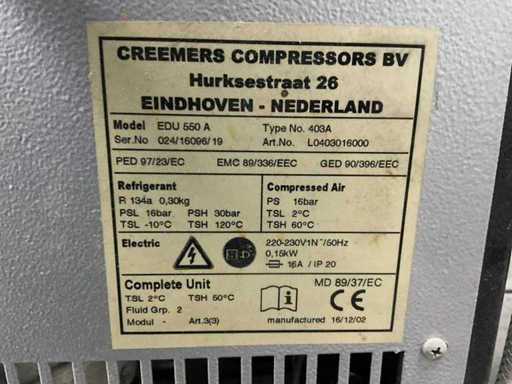 CREEMERS COMPRESSORS BV
Hurksestraat 26
EINDHOVEN - NEDERLAND
Model EDU 550 A Type No. 403A
Ser.No 024/16096/19 Art.No. L0403016000
PED 97/23/EC EMC 89/336/EEC GED 90/396/EEC
Refrigerant Compressed Air
R 134a 0,30kg PS 16bar
PSL 16bar PSH 30bar TSL 2°C
TSL -10°C TSH 120°C TSH 60°C
Electric 220-230V1N~/50Hz
0,15kW
16A / IP 20
Complete Unit MD 89/37/EC
TSL 2°C TSH 50°C
Fluid Grp. 2
Modul - Art.3(3) manufactured 16/12/02